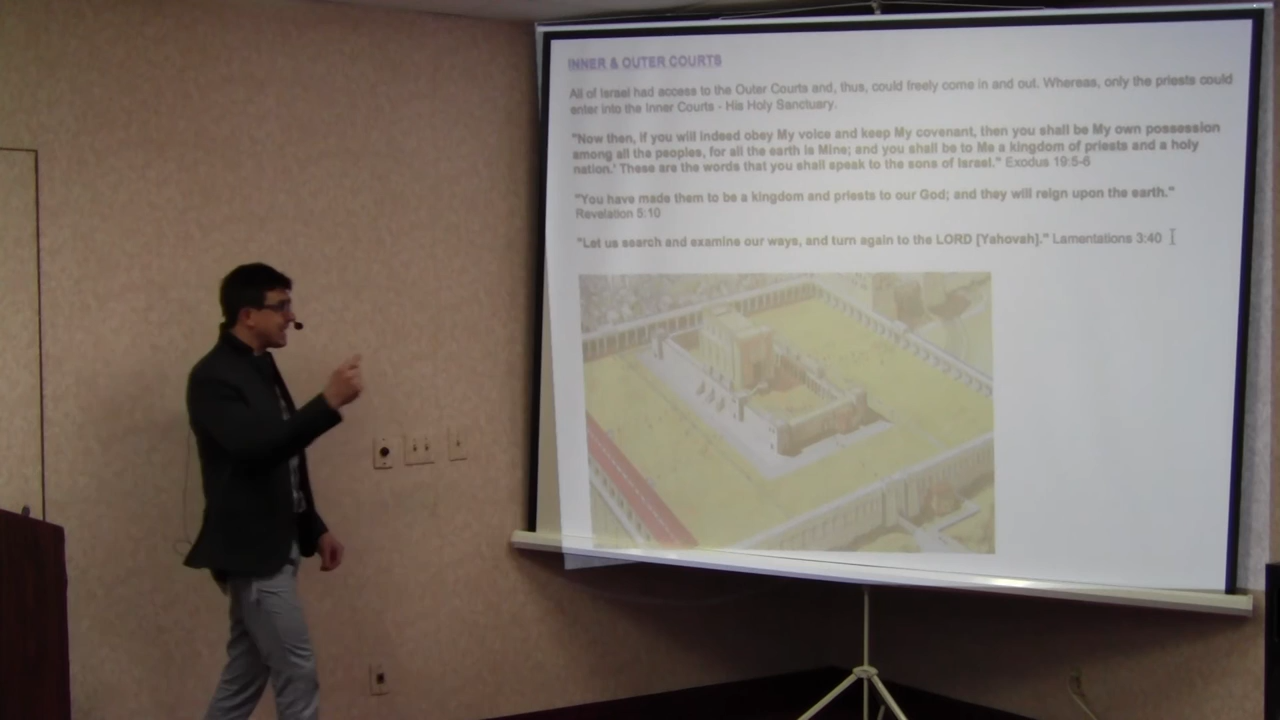 INNER & OUTER COURTS
All of Israel had access to the Outer Courts and, thus, could freely come in and out. Whereas, only the priests could
enter into the Inner Courts - His Holy Sanctuary.
"Now then, if you will indeed obey My voice and keep My covenant, then you shall be My own possession
among all the peoples, for all the earth is Mine; and you shall be to Me a kingdom of priests and a holy
nation.' These are the words that you shall speak to the sons of Israel." Exodus 19:5-6
"You have made them to be a kingdom and priests to our God; and they will reign upon the earth."
Revelation 5:10
"Let us search and examine our ways, and turn again to the LORD [Yahovah]." Lamentations 3:40